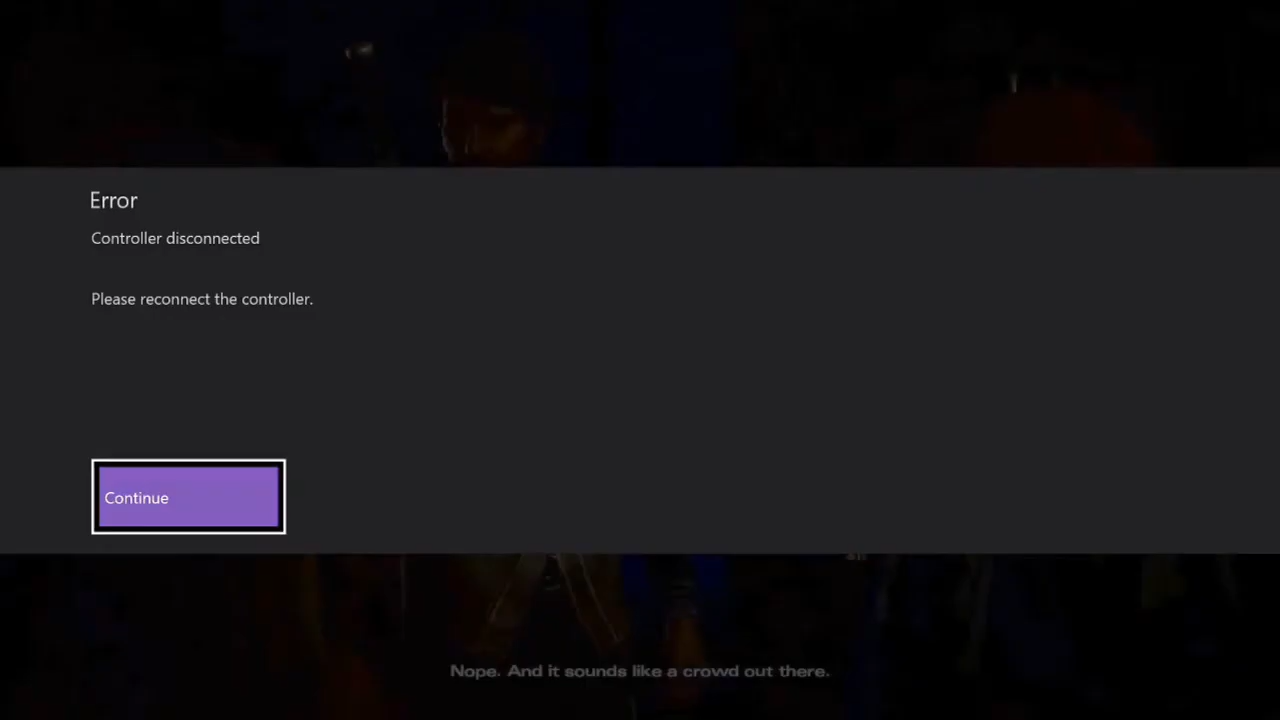 Error
Controller disconnected
Please reconnect the controller.
Continue
Nope. And it sounds like a crowd out there.